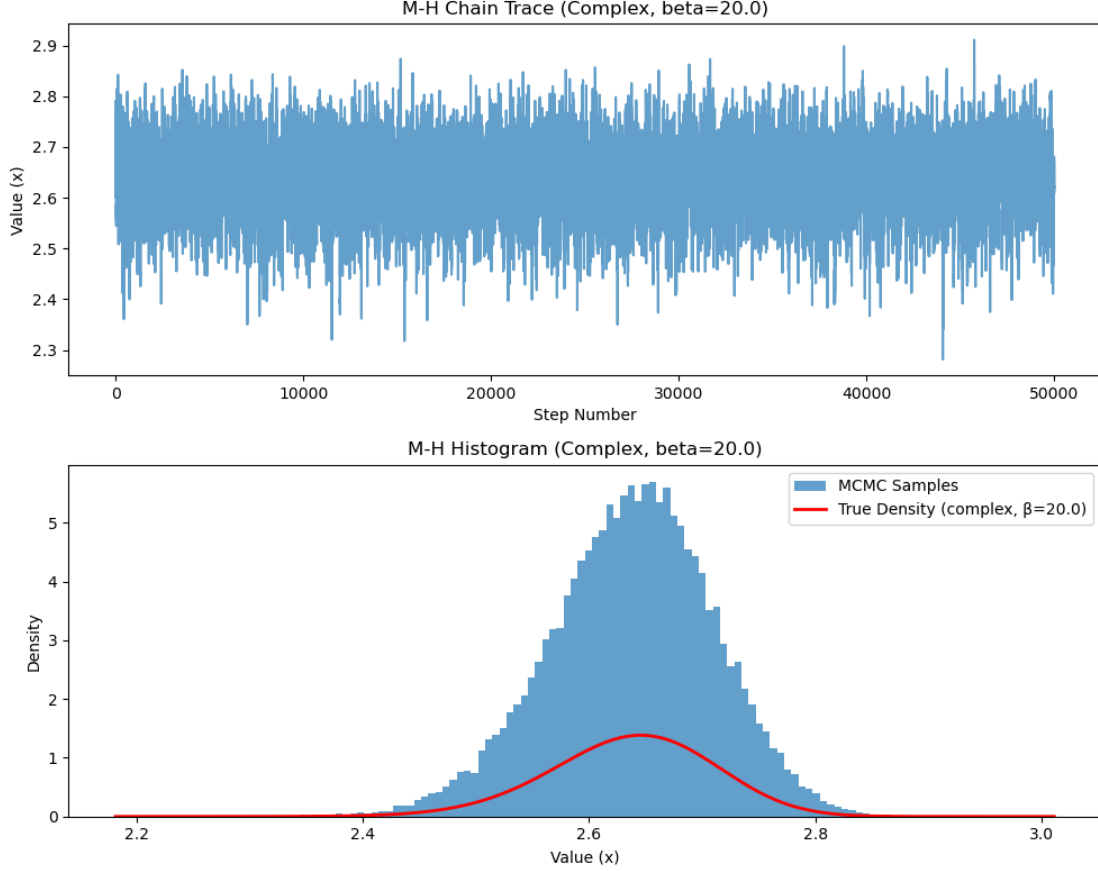 M-H Chain Trace (Complex, beta=20.0)
2.9
2.8
2.7
2.6
2.5
2.4
2.3
Value (x)
0 10000 20000 30000 40000 50000
Step Number
M-H Histogram (Complex, beta=20.0)
MCMC Samples
True Density (complex, β=20.0)
5
4
3
2
1
0
Density
2.2 2.4 2.6 2.8 3.0
Value (x)